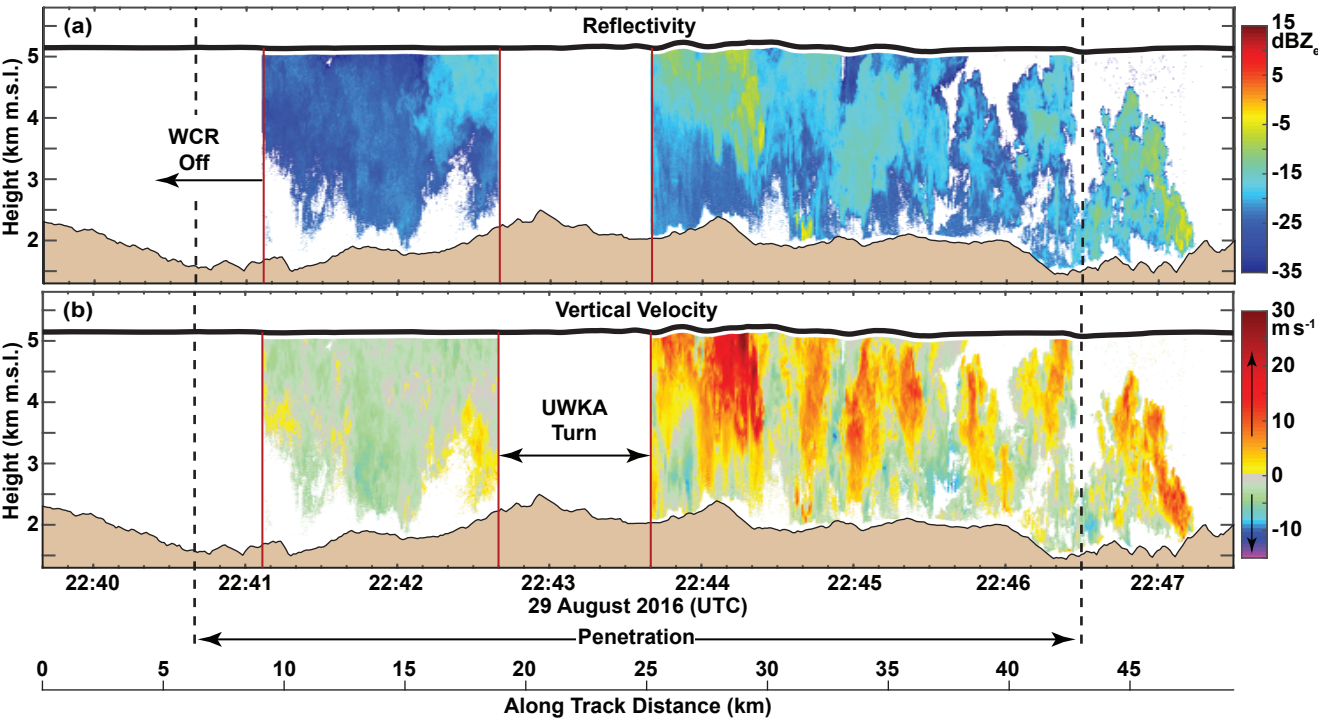 (a)
Reflectivity
15
dBZe
5
-5
-15
-25
-35
Height (km m.s.l.)
5
4
3
2
WCR
Off
(b)
Vertical Velocity
30
m s-1
20
10
0
-10
Height (km m.s.l.)
5
4
3
2
UWKA
Turn
22:40 22:41 22:42 22:43 22:44 22:45 22:46 22:47
29 August 2016 (UTC)
Penetration
0 5 10 15 20 25 30 35 40 45
Along Track Distance (km)